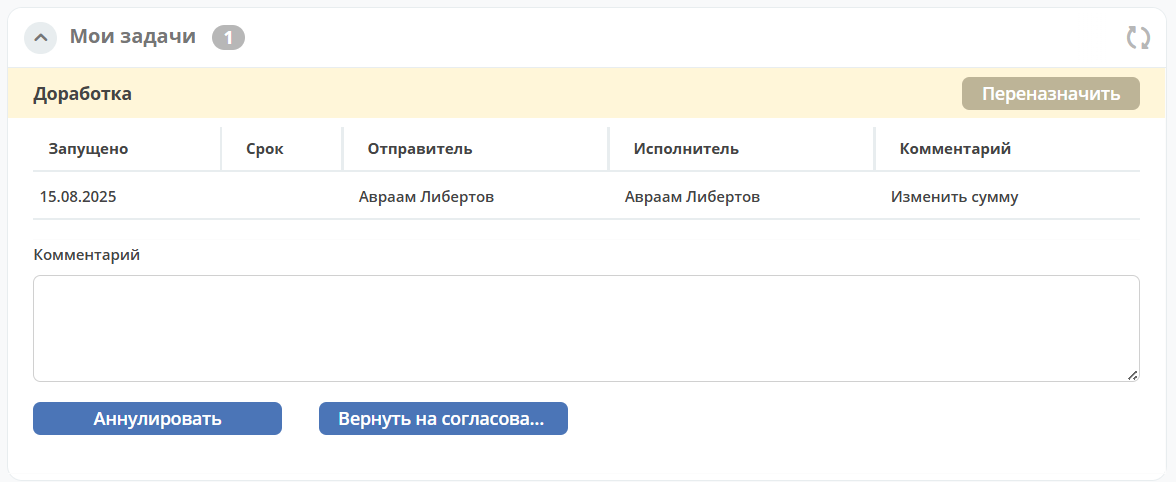 Мои задачи 1
Доработка Переназначить
Запущено Срок Отправитель Исполнитель Комментарий
15.08.2025 Авраам Либертов Авраам Либертов Изменить сумму
Комментарий
Аннулировать Вернуть на согласова...